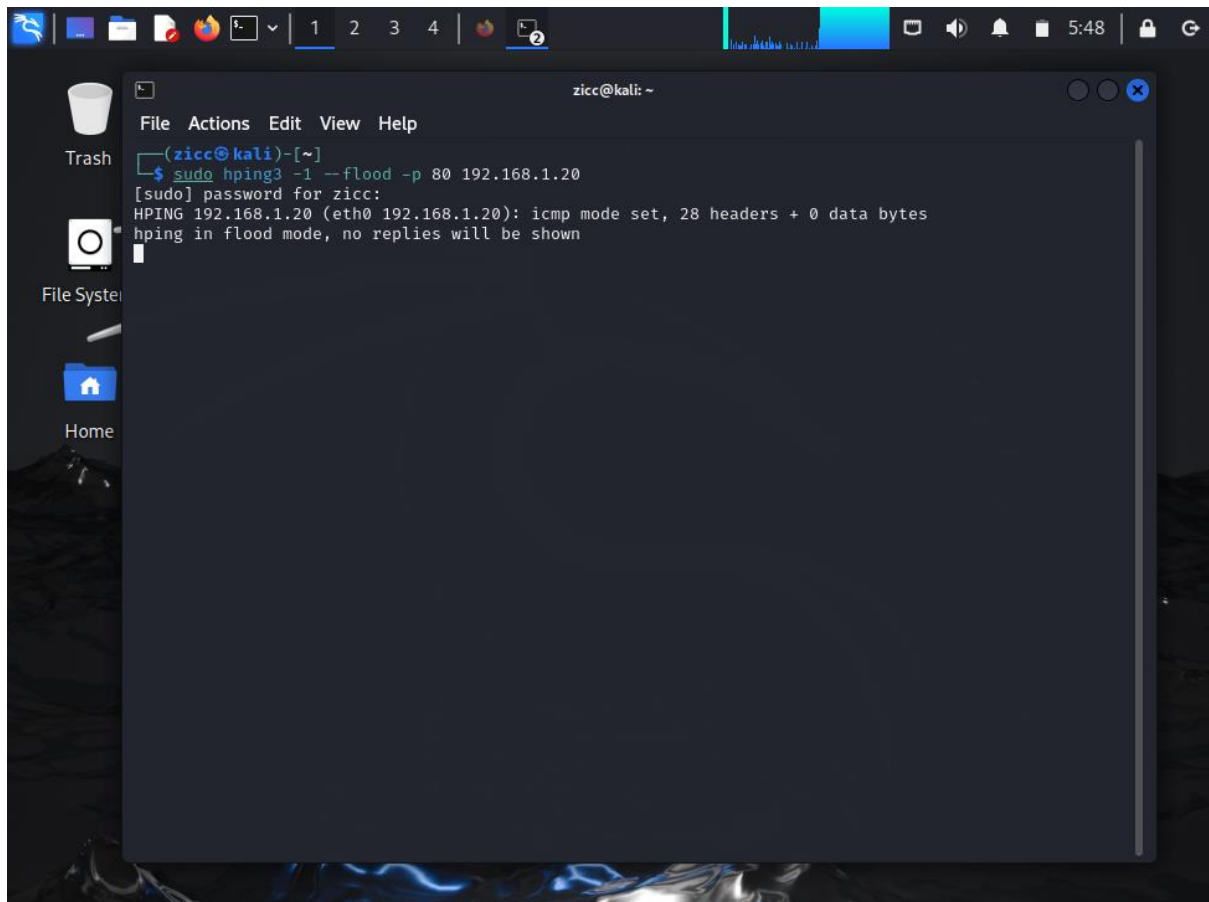 1 2 3 4 2 5:48
zicc@kali: ~
File Actions Edit View Help
Trash
┌──(zicc㉿kali)-[~]
└─$ sudo hping3 -1 --flood -p 80 192.168.1.20
[sudo] password for zicc:
HPING 192.168.1.20 (eth0 192.168.1.20): icmp mode set, 28 headers + 0 data bytes
hping in flood mode, no replies will be shown
File Syste
Home